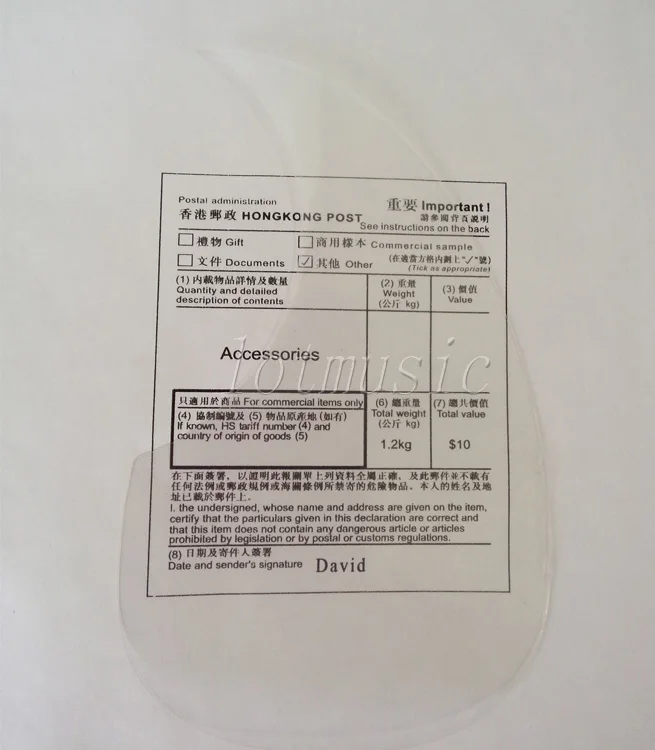 Postal administration
香港郵政 HONGKONG POST
重要 Important !
請參閱背頁說明
See instructions on the back
禮物 Gift
商用樣本 Commercial sample
文件 Documents
✓ 其他 Other
(在適當方格內劃上"✓"號)
(Tick as appropriate)
(1) 內載物品詳情及數量
Quantity and detailed
description of contents
(2) 重量
Weight
(公斤 kg)
(3) 價值
Value
Accessories
lotmusic
只適用於商品 For commercial items only
(4) 協制編號及 (5) 物品原產地 (如有)
If known, HS tariff number (4) and
country of origin of goods (5)
(6) 總重量
Total weight
(公斤 kg)
1.2kg
(7) 總共價值
Total value
$10
在下面簽署，以證明此報關單上列資料全屬正確，及此郵件並不載有
任何法例或郵政規例或海關條例所禁寄的危險物品。本人的姓名及地
址已載於郵件上。
I. the undersigned, whose name and address are given on the item,
certify that the particulars given in this declaration are correct and
that this item does not contain any dangerous article or articles
prohibited by legislation or by postal or customs regulations.
(8) 日期及寄件人簽署
Date and sender's signature David